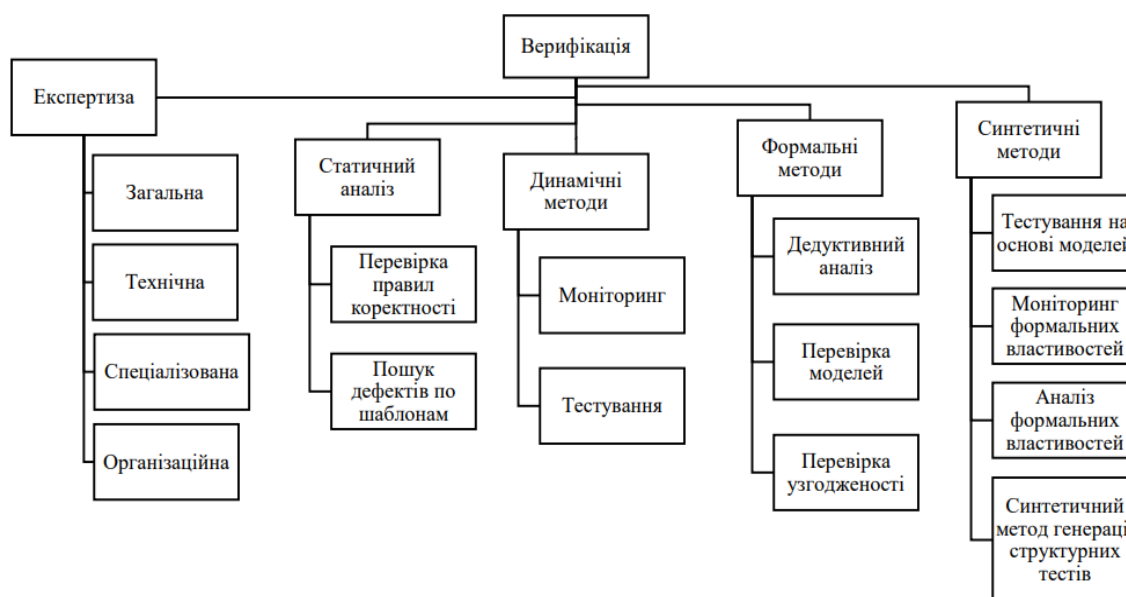 Верифікація
Експертиза
Загальна
Технічна
Спеціалізована
Організаційна
Статичний
аналіз
Перевірка
правил
коректності
Пошук
дефектів по
шаблонам
Динамічні
методи
Моніторинг
Тестування
Формальні
методи
Дедуктивний
аналіз
Перевірка
моделей
Перевірка
узгодженості
Синтетичні
методи
Тестування на
основі моделей
Моніторинг
формальних
властивостей
Аналіз
формальних
властивостей
Синтетичний
метод генерації
структурних
тестів